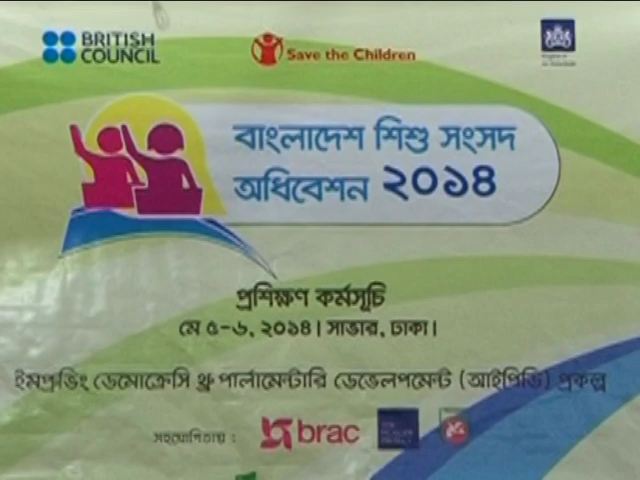 BRITISH COUNCIL
Save the Children
বাংলাদেশ শিশু সংসদ
অধিবেশন ২০১৪
প্রশিক্ষণ কর্মসূচি
মে ৫-৬, ২০১৪। সাভার, ঢাকা।
ইমপ্রুভিং ডেমোক্রেসি থ্রু পার্লামেন্টারি ডেভেলপমেন্ট (আইপিডি) প্রকল্প
সহযোগিতায় :
brac